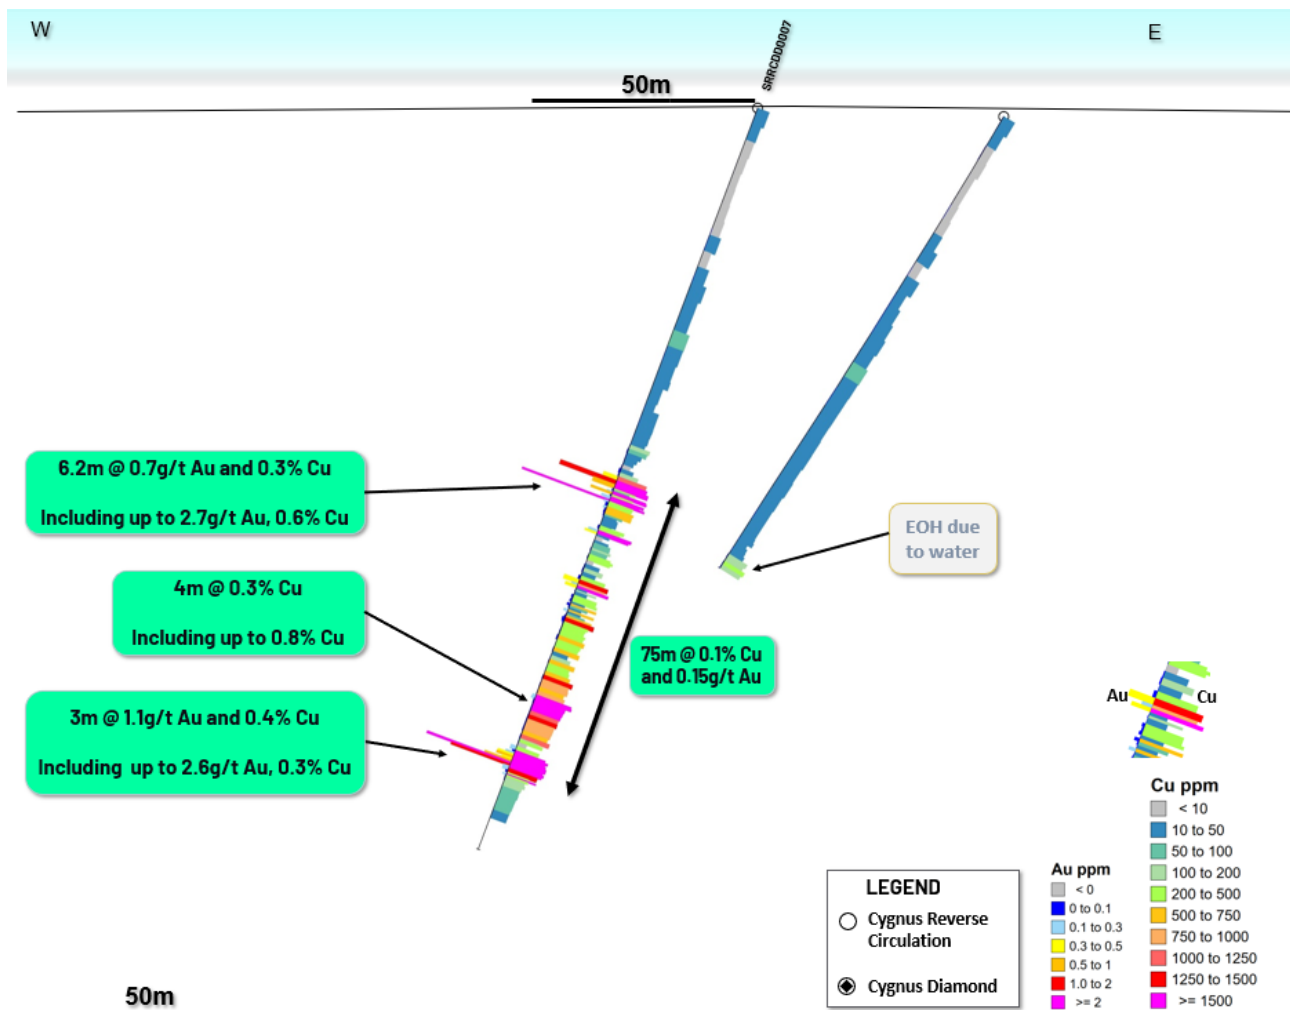 W
E
SRRCDD0007
50m
6.2m @ 0.7g/t Au and 0.3% Cu
Including up to 2.7g/t Au, 0.6% Cu
EOH due
to water
4m @ 0.3% Cu
Including up to 0.8% Cu
75m @ 0.1% Cu
and 0.15g/t Au
3m @ 1.1g/t Au and 0.4% Cu
Including up to 2.6g/t Au, 0.3% Cu
Au
Cu
LEGEND
Cygnus Reverse
Circulation
Cygnus Diamond
Au ppm
< 0
0 to 0.1
0.1 to 0.3
0.3 to 0.5
0.5 to 1
1.0 to 2
>= 2
Cu ppm
< 10
10 to 50
50 to 100
100 to 200
200 to 500
500 to 750
750 to 1000
1000 to 1250
1250 to 1500
>= 1500
50m